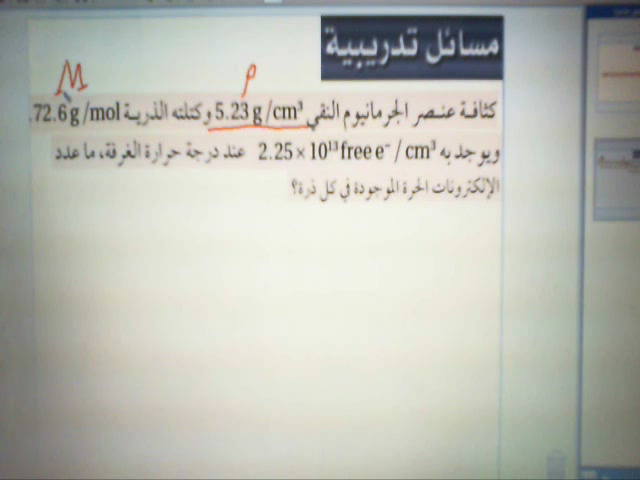 مسائل تدريبية
M ρ
كثافة عنصر الجرمانيوم النقي 5.23 g/cm³ وكتلته الذرية 72.6 g/mol.
ويوجد به 2.25×10¹³ free e⁻/cm³ عند درجة حرارة الغرفة، ما عدد
الإلكترونات الحرة الموجودة في كل ذرة؟